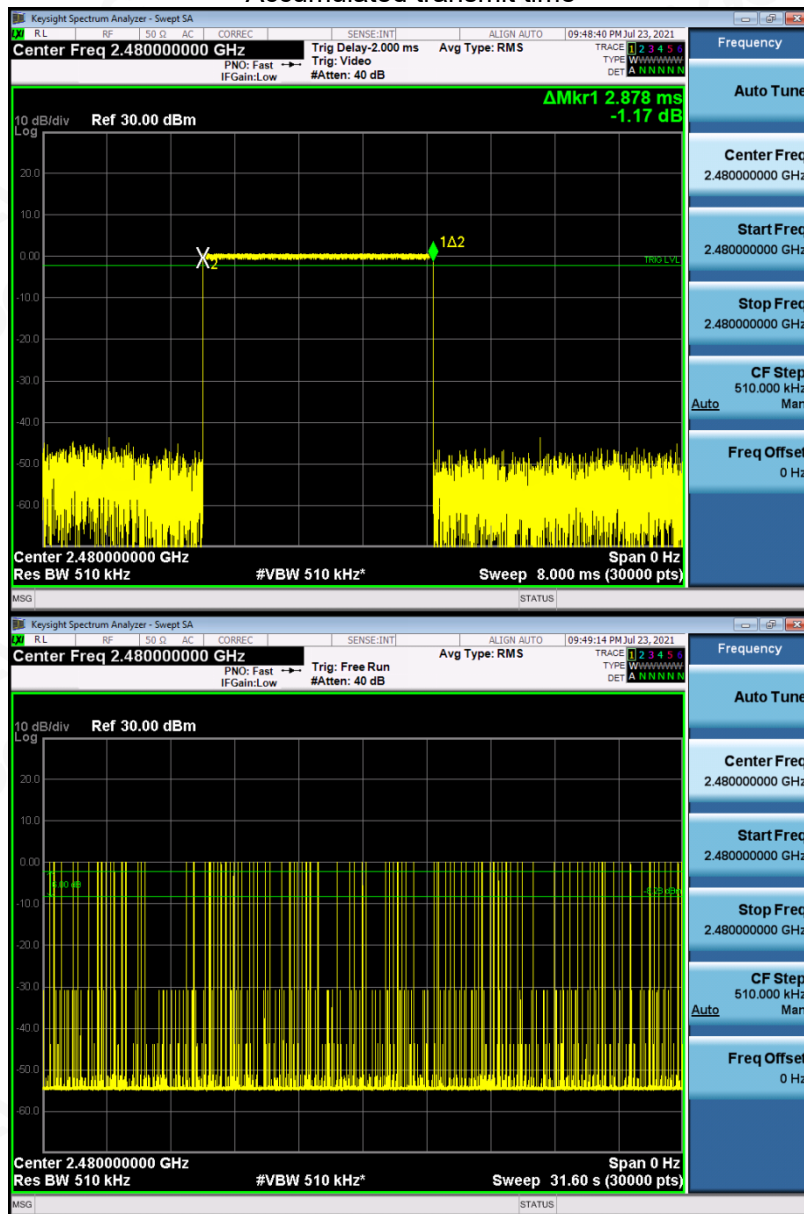 Accumulated transmit time
Keysight Spectrum Analyzer - Swept SA
LXI RL RF 50 Ω AC CORREC SENSE:INT ALIGN AUTO 09:48:40 PM Jul 23, 2021
Center Freq 2.480000000 GHz
PNO: Fast
IFGain:Low
Trig Delay-2.000 ms
Trig: Video
#Atten: 40 dB
Avg Type: RMS
TRACE 1 2 3 4 5 6
TYPE WWWWWW
DET A N N N N N
ΔMkr1 2.878 ms
-1.17 dB
10 dB/div Ref 30.00 dBm
Log
20.0
10.0
0.00
-10.0
-20.0
-30.0
-40.0
-50.0
-60.0
X2
1Δ2
TRIG LVL
Center 2.480000000 GHz Span 0 Hz
Res BW 510 kHz #VBW 510 kHz* Sweep 8.000 ms (30000 pts)
MSG STATUS
Frequency
Auto Tune
Center Freq
2.480000000 GHz
Start Freq
2.480000000 GHz
Stop Freq
2.480000000 GHz
CF Step
510.000 kHz
Auto Man
Freq Offset
0 Hz
Keysight Spectrum Analyzer - Swept SA
LXI RL RF 50 Ω AC CORREC SENSE:INT ALIGN AUTO 09:49:14 PM Jul 23, 2021
Center Freq 2.480000000 GHz
PNO: Fast
IFGain:Low
Trig: Free Run
#Atten: 40 dB
Avg Type: RMS
TRACE 1 2 3 4 5 6
TYPE WWWWWW
DET A N N N N N
10 dB/div Ref 30.00 dBm
Log
20.0
10.0
0.00
-10.0
-20.0
-30.0
-40.0
-50.0
-60.0
Center 2.480000000 GHz Span 0 Hz
Res BW 510 kHz #VBW 510 kHz* Sweep 31.60 s (30000 pts)
MSG STATUS
Frequency
Auto Tune
Center Freq
2.480000000 GHz
Start Freq
2.480000000 GHz
Stop Freq
2.480000000 GHz
CF Step
510.000 kHz
Auto Man
Freq Offset
0 Hz